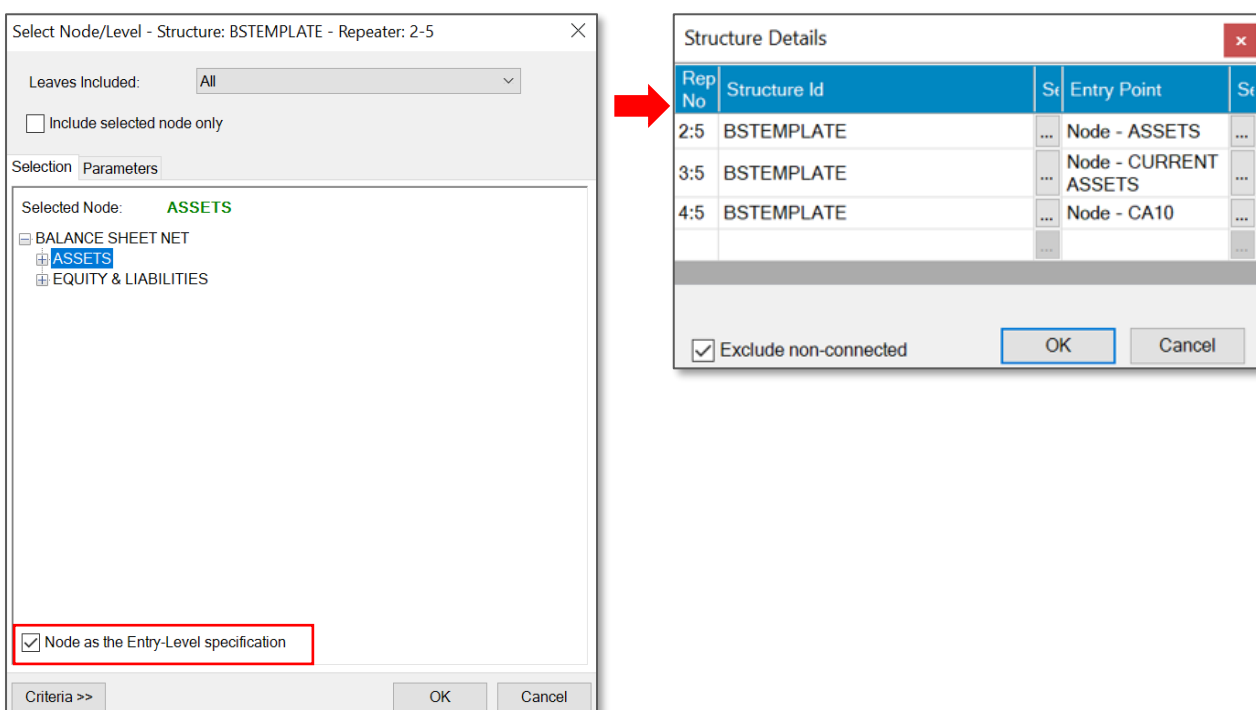 Select Node/Level - Structure: BSTEMPLATE - Repeater: 2-5
Leaves Included: All
Include selected node only
Selection Parameters
Selected Node: ASSETS
BALANCE SHEET NET
ASSETS
EQUITY & LIABILITIES
Node as the Entry-Level specification
Criteria >> OK Cancel
Structure Details
Rep
No Structure Id Se Entry Point Se
2:5 BSTEMPLATE ... Node - ASSETS ...
3:5 BSTEMPLATE ... Node - CURRENT
ASSETS ...
4:5 BSTEMPLATE ... Node - CA10 ...
... ...
Exclude non-connected OK Cancel